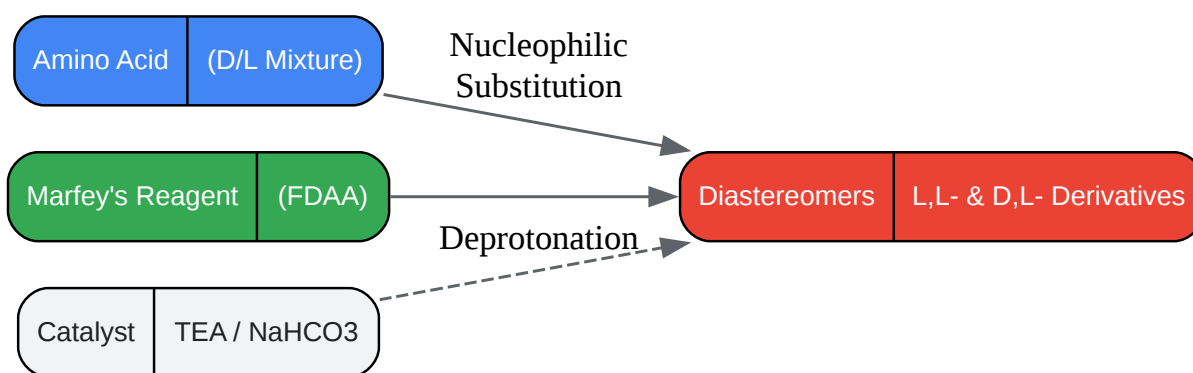 Amino Acid (D/L Mixture)
Nucleophilic
Substitution
Marfey's Reagent (FDAA)
Diastereomers L,L- & D,L- Derivatives
Deprotonation
Catalyst TEA / NaHCO3